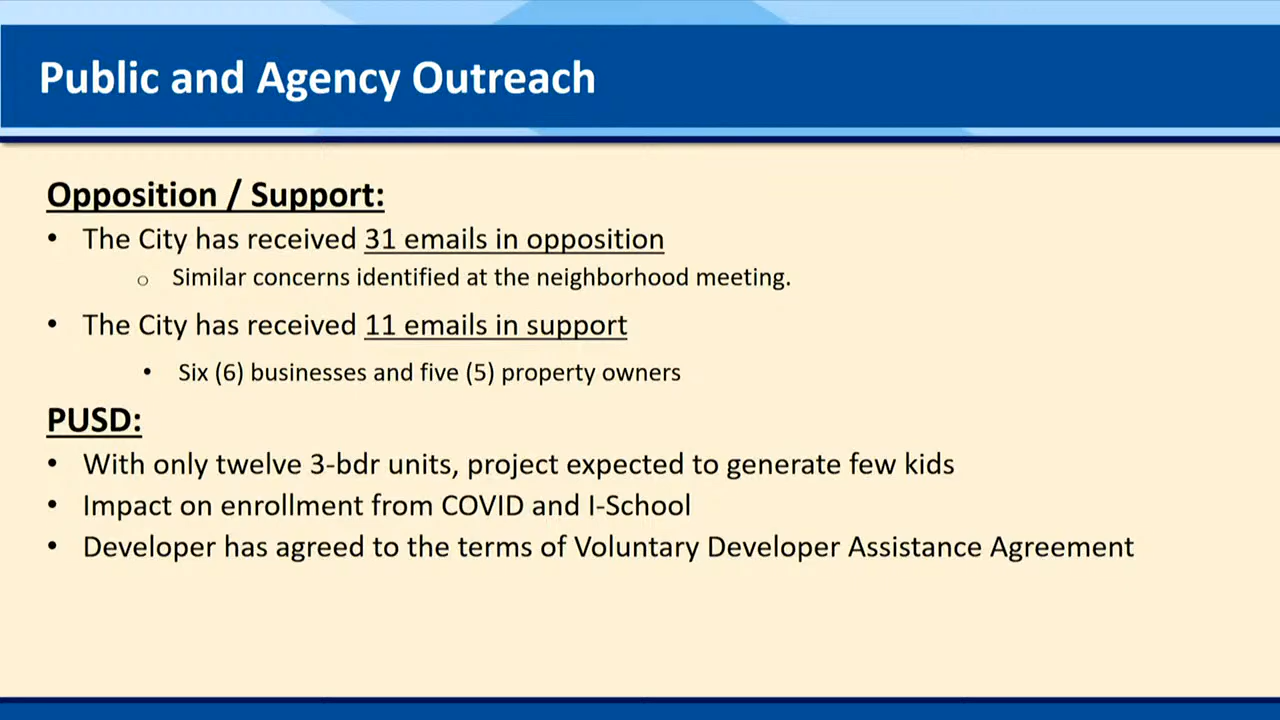 Public and Agency Outreach
Opposition / Support:
• The City has received 31 emails in opposition
o Similar concerns identified at the neighborhood meeting.
• The City has received 11 emails in support
• Six (6) businesses and five (5) property owners
PUSD:
• With only twelve 3-bdr units, project expected to generate few kids
• Impact on enrollment from COVID and I-School
• Developer has agreed to the terms of Voluntary Developer Assistance Agreement